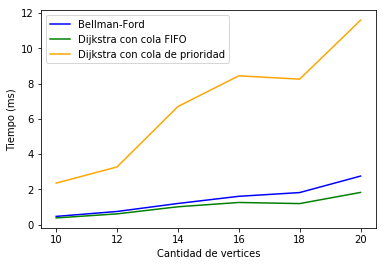 12
10
8
6
4
2
0
Tiempo (ms)
Bellman-Ford
Dijkstra con cola FIFO
Dijkstra con cola de prioridad
10 12 14 16 18 20
Cantidad de vertices